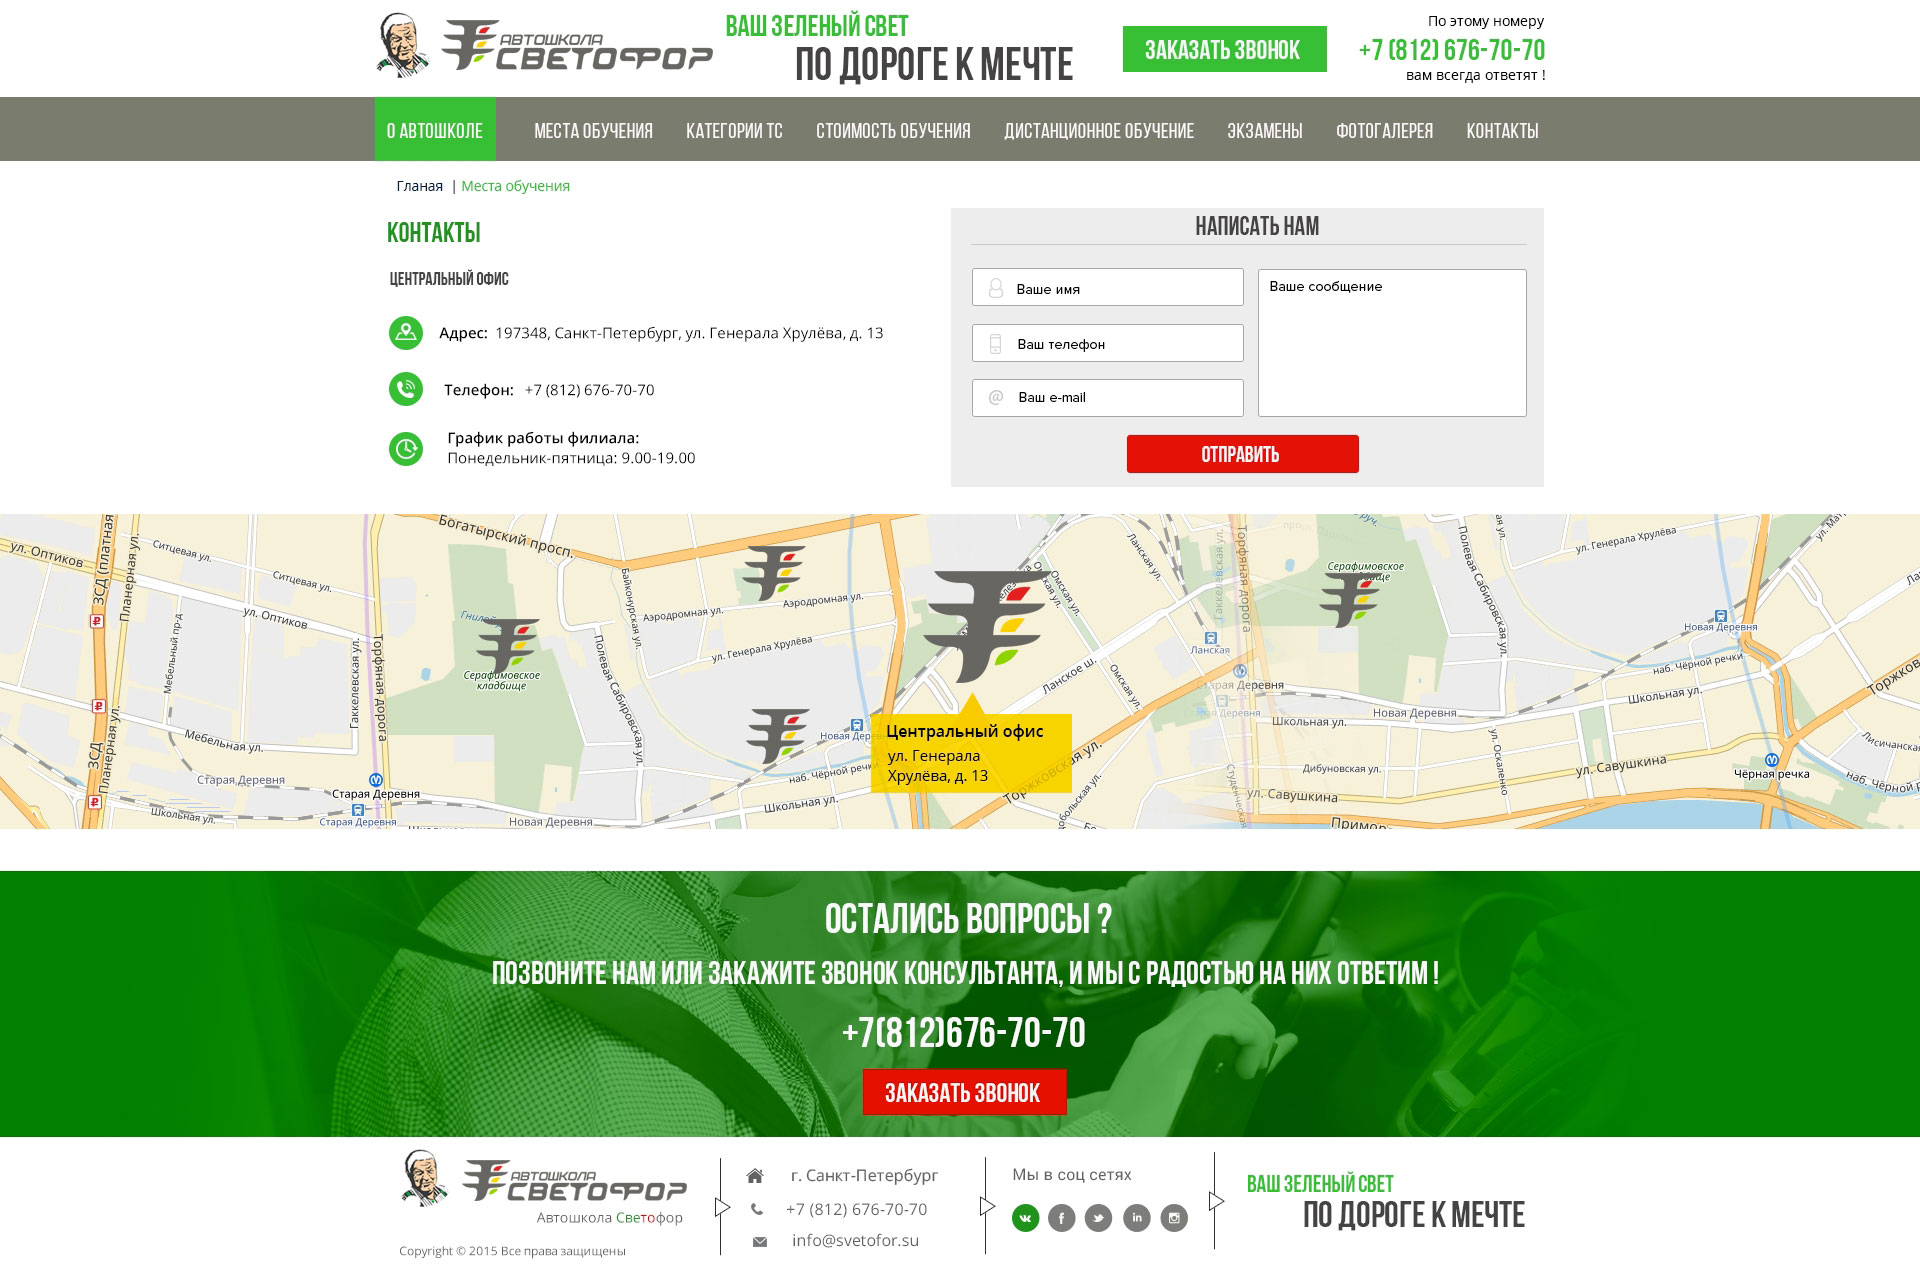 АВТОШКОЛА
СВЕТОФОР
ВАШ ЗЕЛЕНЫЙ СВЕТ
ПО ДОРОГЕ К МЕЧТЕ
ЗАКАЗАТЬ ЗВОНОК
По этому номеру
+7 (812) 676-70-70
вам всегда ответят !
О АВТОШКОЛЕ
МЕСТА ОБУЧЕНИЯ
КАТЕГОРИИ ТС
СТОИМОСТЬ ОБУЧЕНИЯ
ДИСТАНЦИОННОЕ ОБУЧЕНИЕ
ЭКЗАМЕНЫ
ФОТОГАЛЕРЕЯ
КОНТАКТЫ
Гланая | Места обучения
КОНТАКТЫ
ЦЕНТРАЛЬНЫЙ ОФИС
Адрес: 197348, Санкт-Петербург, ул. Генерала Хрулёва, д. 13
Телефон: +7 (812) 676-70-70
График работы филиала:
Понедельник-пятница: 9.00-19.00
НАПИСАТЬ НАМ
Ваше имя
Ваш телефон
@ Ваш e-mail
Ваше сообщение
ОТПРАВИТЬ
ул. Оптиков
ЗСД (платная
Планерная ул.
Ситцевая ул.
Ситцевая ул.
ул. Оптиков
Мебельный пр-д
Гаккелевская ул.
Торфяная дорога
Богатырский просп.
Серафимовское
кладбище
Байконурская ул.
Полевая Сабировская ул.
Аэродромная ул.
Аэродромная ул.
ул. Генерала Хрулёва
Ланская ул.
Омская ул.
Омская ул.
Ланское ш.
Гаккелевская ул.
Торфяная дорога
Серафимовское
кладбище
Полевая Сабировская ул.
ул. Генерала Хрулёва
Новая Деревня
Ланская
Старая Деревня
Старая Деревня
наб. Чёрной речки
Школьная ул.
Школьная ул.
Новая Деревня
Торжков
ЗСД
Планерная ул.
Мебельная ул.
Старая Деревня
Старая Деревня
Старая Деревня
Школьная ул.
Новая Деревня
наб. Чёрной речки
Школьная ул.
Торжковская ул.
Центральный офис
ул. Генерала
Хрулёва, д. 13
Студенческая
Дибуновская ул.
ул. Савушкина
ул. Савушкина
ул. Оскаленко
Чёрная речка
Лисичанская
наб. Чёрной
Примор
ОСТАЛИСЬ ВОПРОСЫ ?
ПОЗВОНИТЕ НАМ ИЛИ ЗАКАЖИТЕ ЗВОНОК КОНСУЛЬТАНТА, И МЫ С РАДОСТЬЮ НА НИХ ОТВЕТИМ !
+7(812)676-70-70
ЗАКАЗАТЬ ЗВОНОК
АВТОШКОЛА
СВЕТОФОР
Автошкола Светофор
Copyright © 2015 Все права защищены
г. Санкт-Петербург
+7 (812) 676-70-70
info@svetofor.su
Мы в соц сетях
ВАШ ЗЕЛЕНЫЙ СВЕТ
ПО ДОРОГЕ К МЕЧТЕ